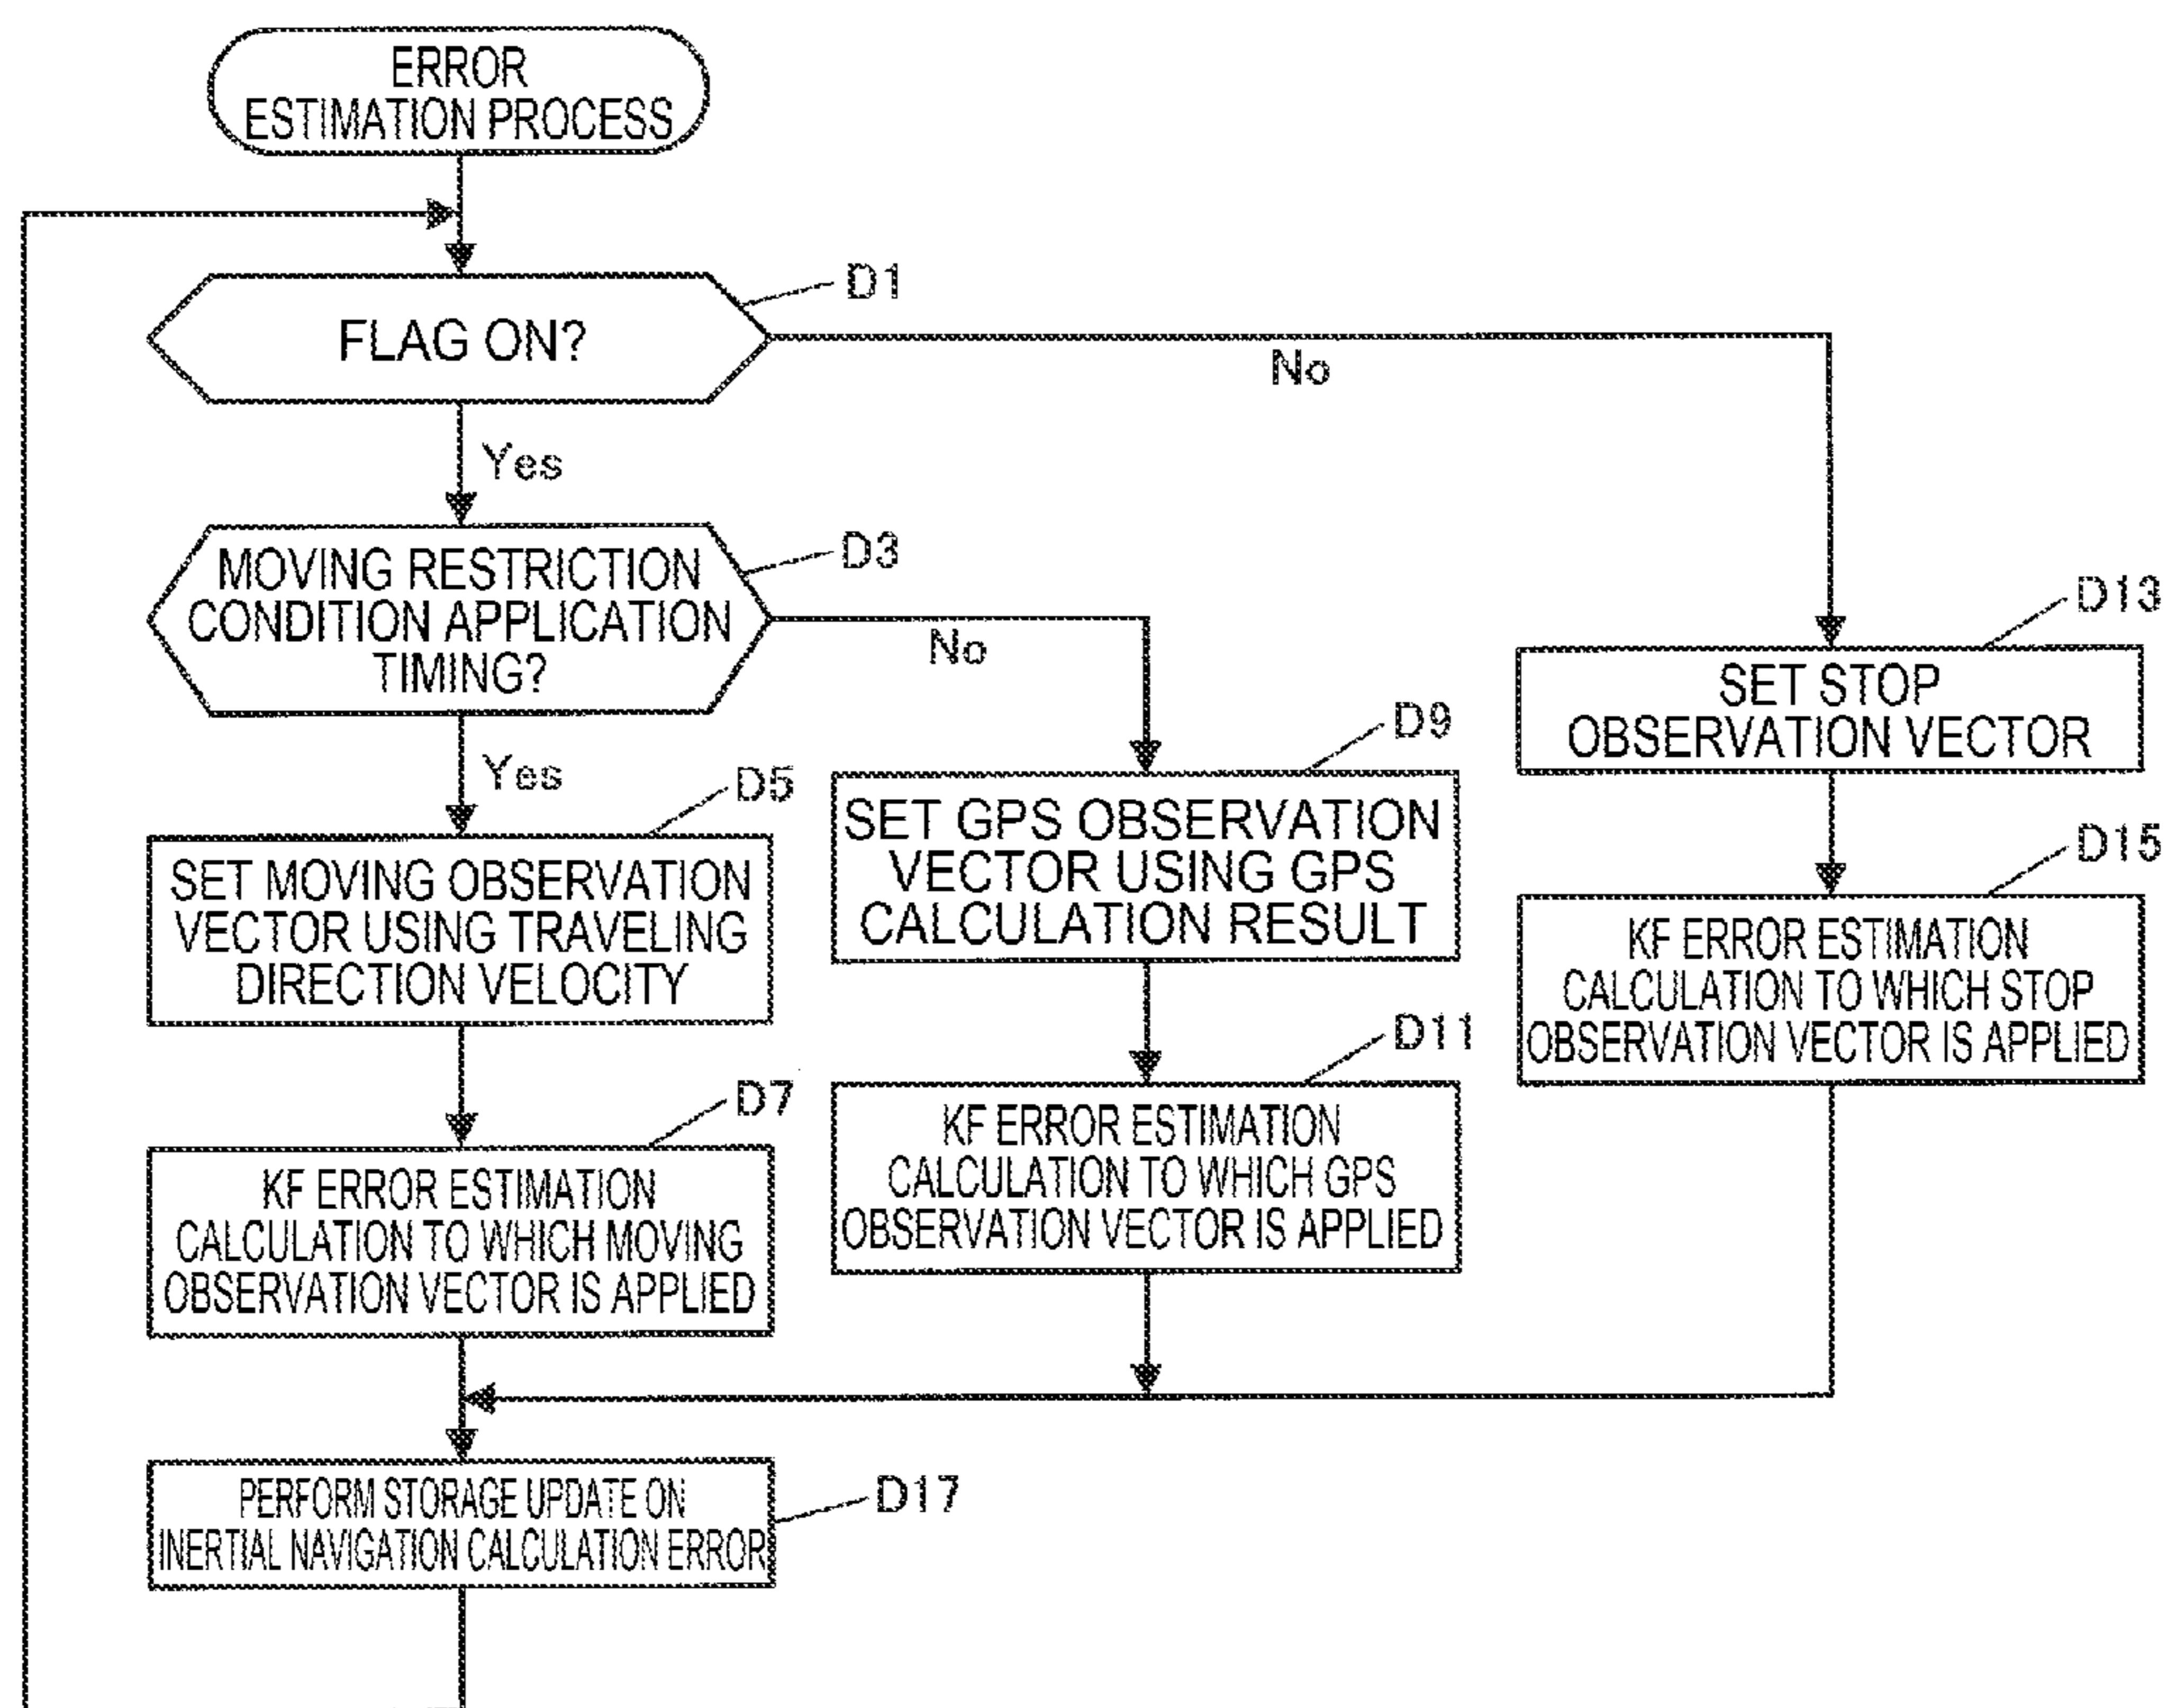 ERROR
ESTIMATION PROCESS
D1
FLAG ON?
No
Yes
D3
MOVING RESTRICTION
CONDITION APPLICATION
TIMING?
No
Yes
D5
SET MOVING OBSERVATION
VECTOR USING TRAVELING
DIRECTION VELOCITY
D7
KF ERROR ESTIMATION
CALCULATION TO WHICH MOVING
OBSERVATION VECTOR IS APPLIED
D9
SET GPS OBSERVATION
VECTOR USING GPS
CALCULATION RESULT
D11
KF ERROR ESTIMATION
CALCULATION TO WHICH GPS
OBSERVATION VECTOR IS APPLIED
D13
SET STOP
OBSERVATION VECTOR
D15
KF ERROR ESTIMATION
CALCULATION TO WHICH STOP
OBSERVATION VECTOR IS APPLIED
PERFORM STORAGE UPDATE ON
INERTIAL NAVIGATION CALCULATION ERROR
D17